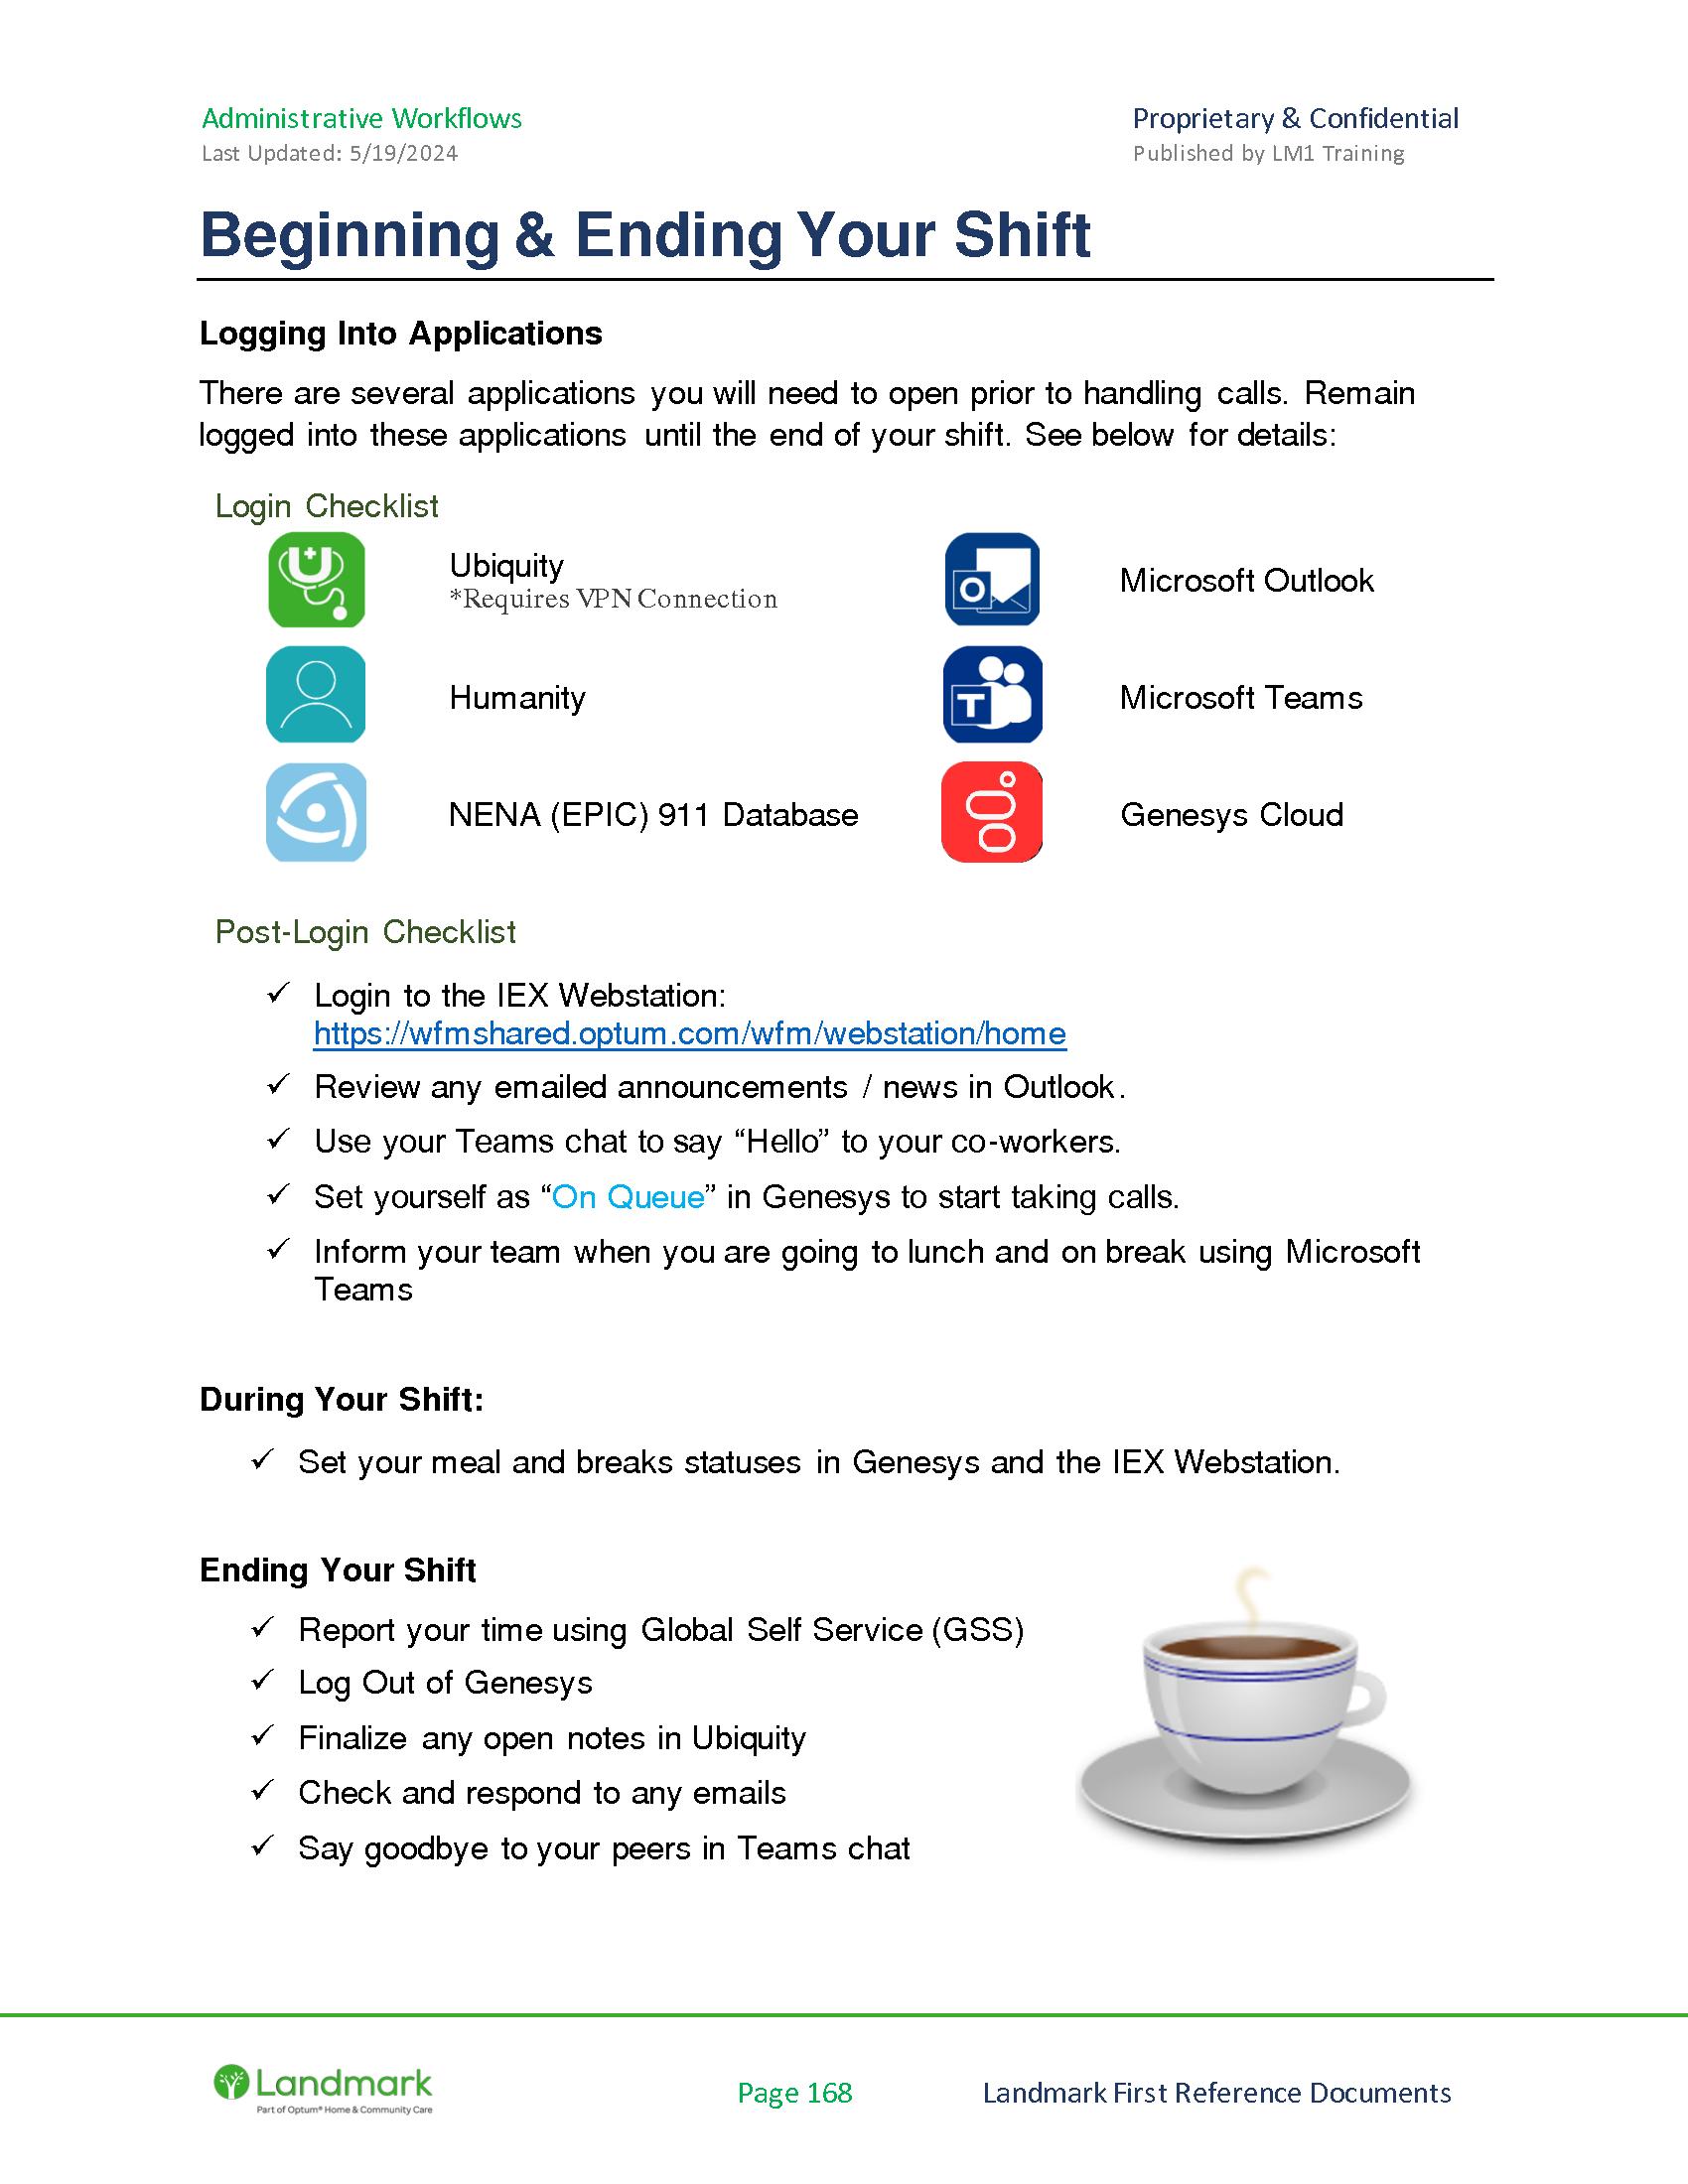 Administrative Workflows
Proprietary & Confidential
Last Updated: 5/19/2024
Published by LM1 Training
Beginning & Ending Your Shift
Logging Into Applications
There are several applications you will need to open prior to handling calls. Remain
logged into these applications until the end of your shift. See below for details:
Login Checklist
Ubiquity
*Requires VPN Connection
Microsoft Outlook
Humanity
Microsoft Teams
NENA (EPIC) 911 Database
Genesys Cloud
Post-Login Checklist
✓ Login to the IEX Webstation:
https://wfmshared.optum.com/wfm/webstation/home
✓ Review any emailed announcements / news in Outlook.
✓ Use your Teams chat to say “Hello” to your co-workers.
✓ Set yourself as “On Queue” in Genesys to start taking calls.
✓ Inform your team when you are going to lunch and on break using Microsoft
Teams
During Your Shift:
✓ Set your meal and breaks statuses in Genesys and the IEX Webstation.
Ending Your Shift
✓ Report your time using Global Self Service (GSS)
✓ Log Out of Genesys
✓ Finalize any open notes in Ubiquity
✓ Check and respond to any emails
✓ Say goodbye to your peers in Teams chat
Landmark
Part of Optum® Home & Community Care
Page 168
Landmark First Reference Documents